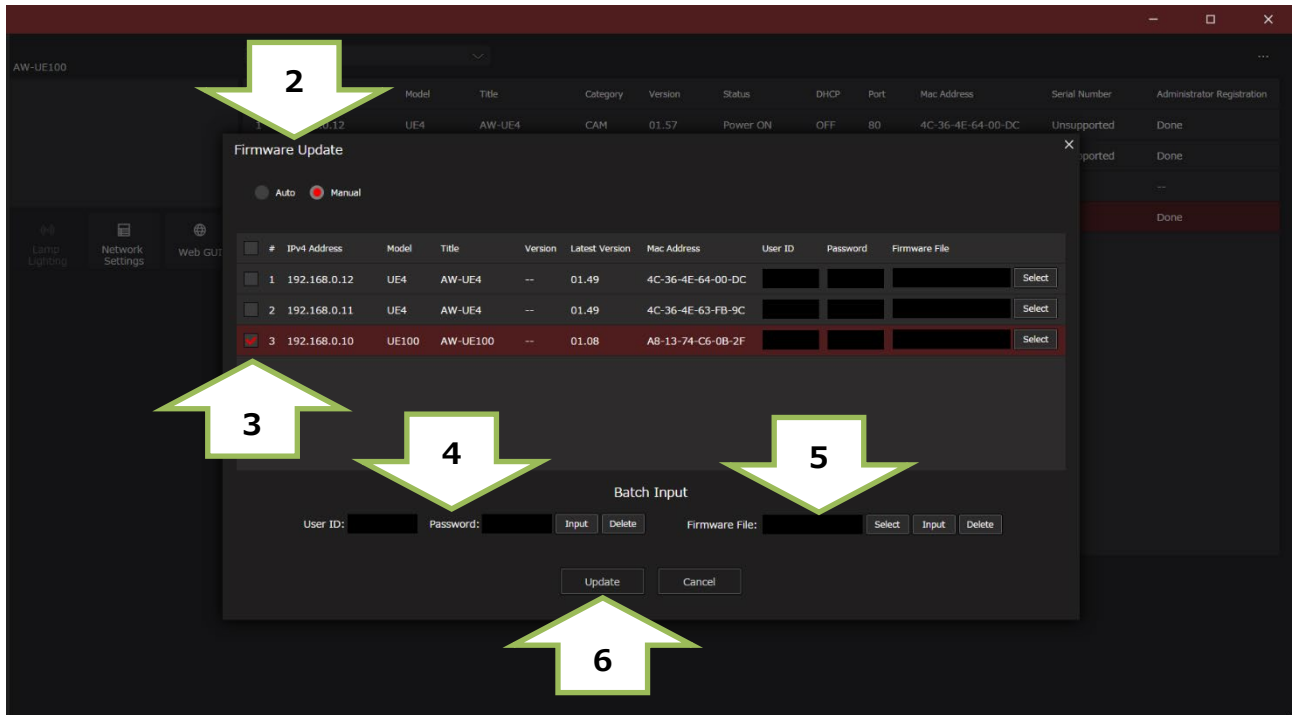 AW-UE100
...
2
Model Title Category Version Status DHCP Port Mac Address Serial Number Administrator Registration
1 .0.12 UE4 AW-UE4 CAM 01.57 Power ON OFF 80 4C-36-4E-64-00-DC Unsupported Done
Firmware Update
pported Done
--
Done
Auto Manual
Lamp Lighting
Network Settings
Web GUI
# IPv4 Address Model Title Version Latest Version Mac Address User ID Password Firmware File
1 192.168.0.12 UE4 AW-UE4 -- 01.49 4C-36-4E-64-00-DC Select
2 192.168.0.11 UE4 AW-UE4 -- 01.49 4C-36-4E-63-FB-9C Select
3 192.168.0.10 UE100 AW-UE100 -- 01.08 A8-13-74-C6-0B-2F Select
3
4
5
Batch Input
User ID: Password: Input Delete Firmware File: Select Input Delete
Update Cancel
6